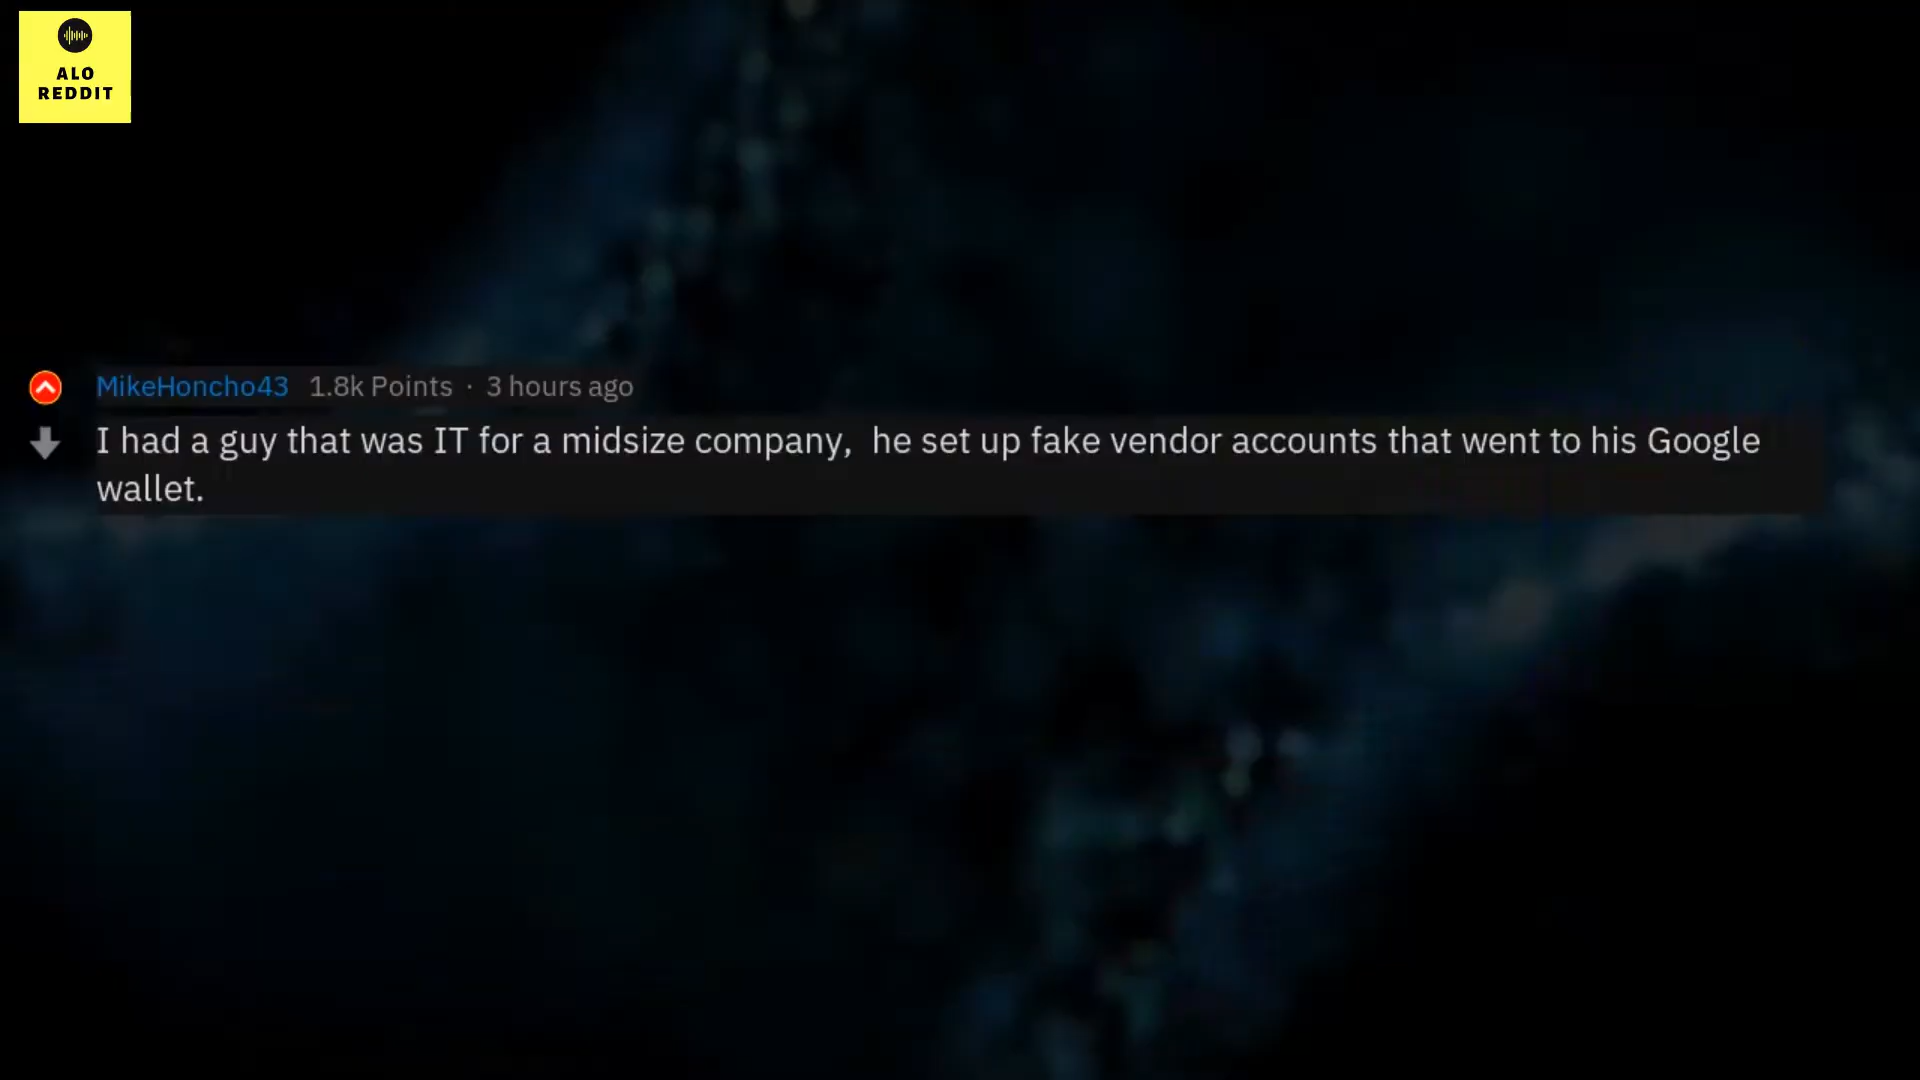 ALO
REDDIT
MikeHoncho43 1.8k Points · 3 hours ago
I had a guy that was IT for a midsize company,  he set up fake vendor accounts that went to his Google
wallet.